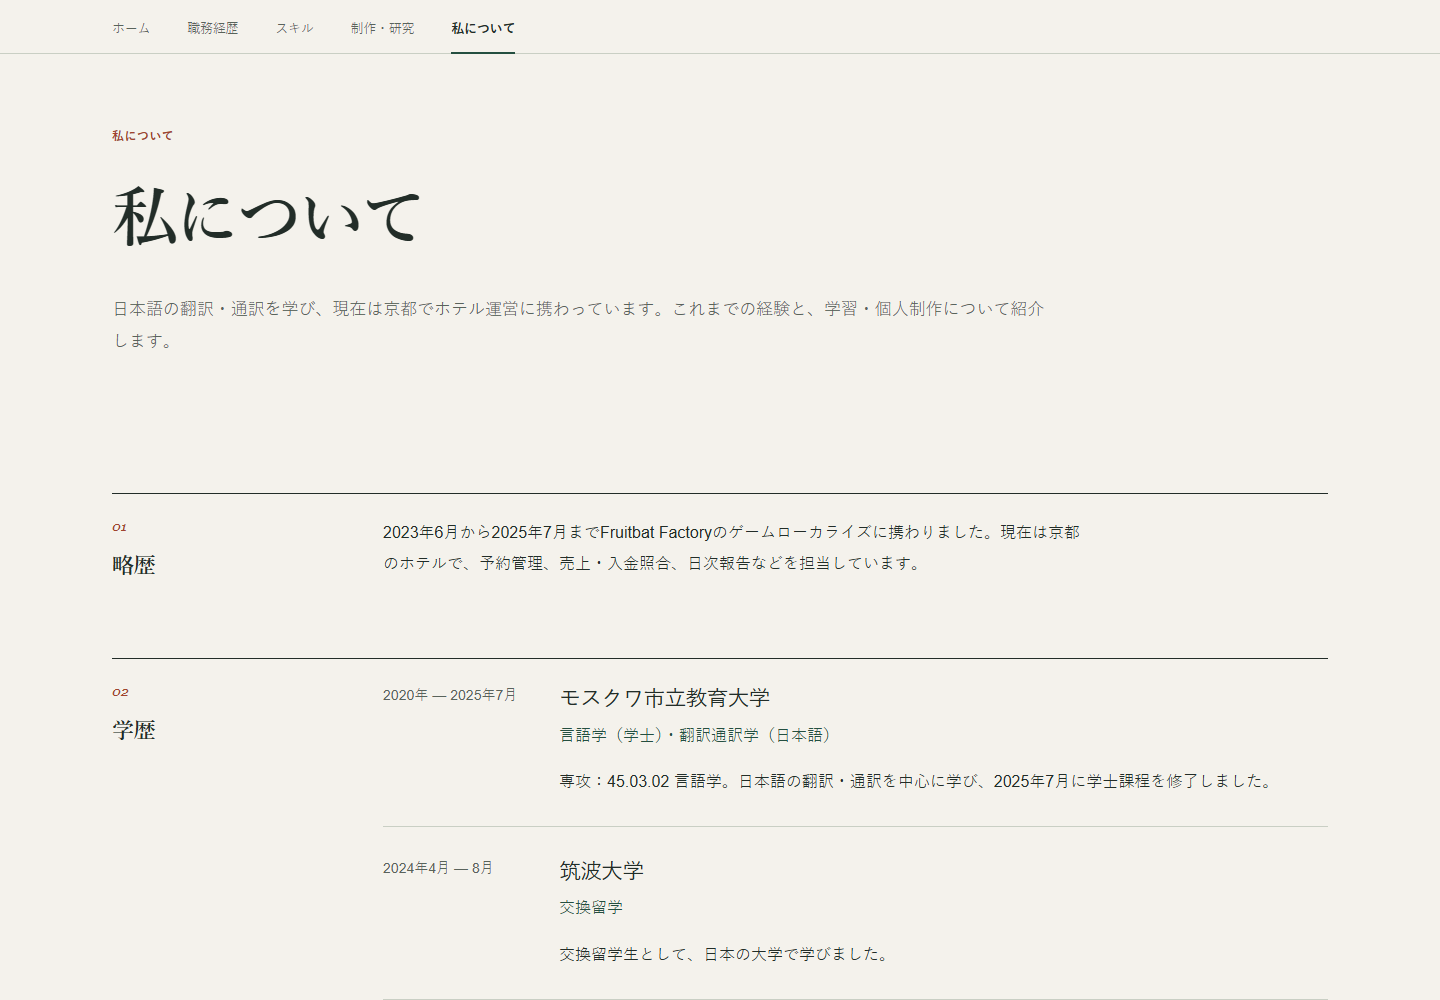 ホーム 職務経歴 スキル 制作・研究 私について
私について
私について
日本語の翻訳・通訳を学び、現在は京都でホテル運営に携わっています。これまでの経験と、学習・個人制作について紹介
します。
01
略歴
2023年6月から2025年7月までFruitbat Factoryのゲームローカライズに携わりました。現在は京都
のホテルで、予約管理、売上・入金照合、日次報告などを担当しています。
02
学歴
2020年 — 2025年7月
モスクワ市立教育大学
言語学（学士）・翻訳通訳学（日本語）
専攻：45.03.02 言語学。日本語の翻訳・通訳を中心に学び、2025年7月に学士課程を修了しました。
2024年4月 — 8月
筑波大学
交換留学
交換留学生として、日本の大学で学びました。